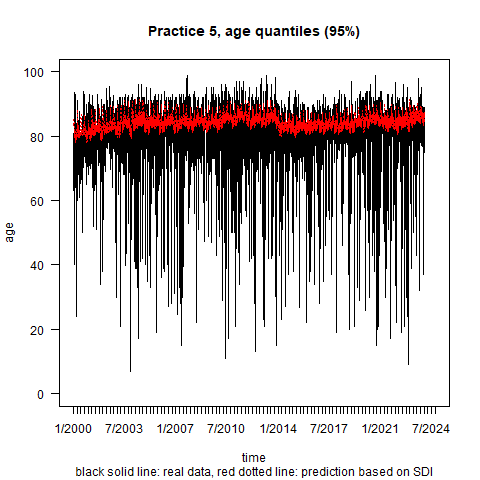 Practice 5, age quantiles (95%)
100
80
60
40
20
0
age
1/2000 7/2003 1/2007 7/2010 1/2014 7/2017 1/2021 7/2024
time
black solid line: real data, red dotted line: prediction based on SDI